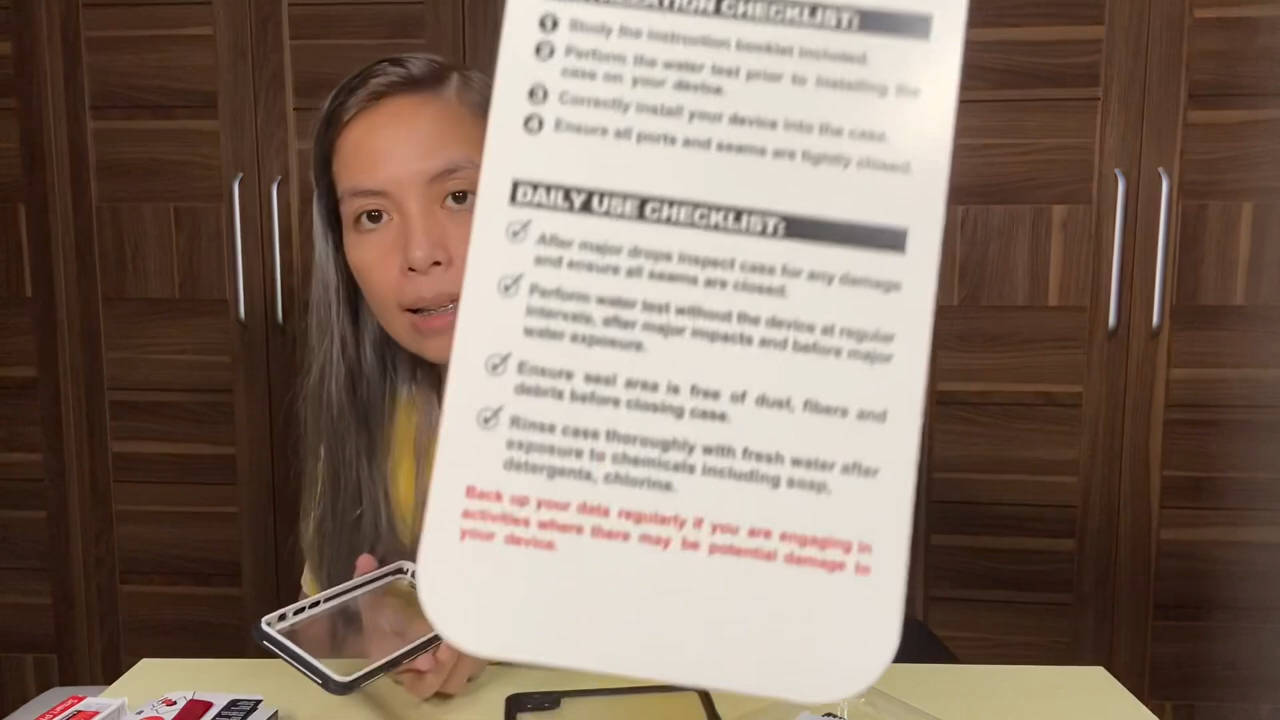 CHECKLIST:
1 Study the instruction booklet included.
2 Perform the water test prior to installing the
case on your device.
3 Correctly install your device into the case.
4 Ensure all ports and seams are tightly closed.
DAILY USE CHECKLIST:
After major drops inspect case for any damage
and ensure all seams are closed.
Perform water test without the device at regular
intervals, after major impacts and before major
water exposure.
Ensure seal area is free of dust, fibers and
debris before closing case.
Rinse case thoroughly with fresh water after
exposure to chemicals including soap,
detergents, chlorine.
Back up your data regularly if you are engaging in
activities where there may be potential damage to
your device.